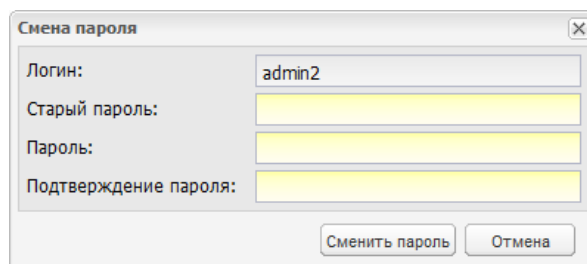 Смена пароля
Логин: admin2
Старый пароль:
Пароль:
Подтверждение пароля:
Сменить пароль Отмена